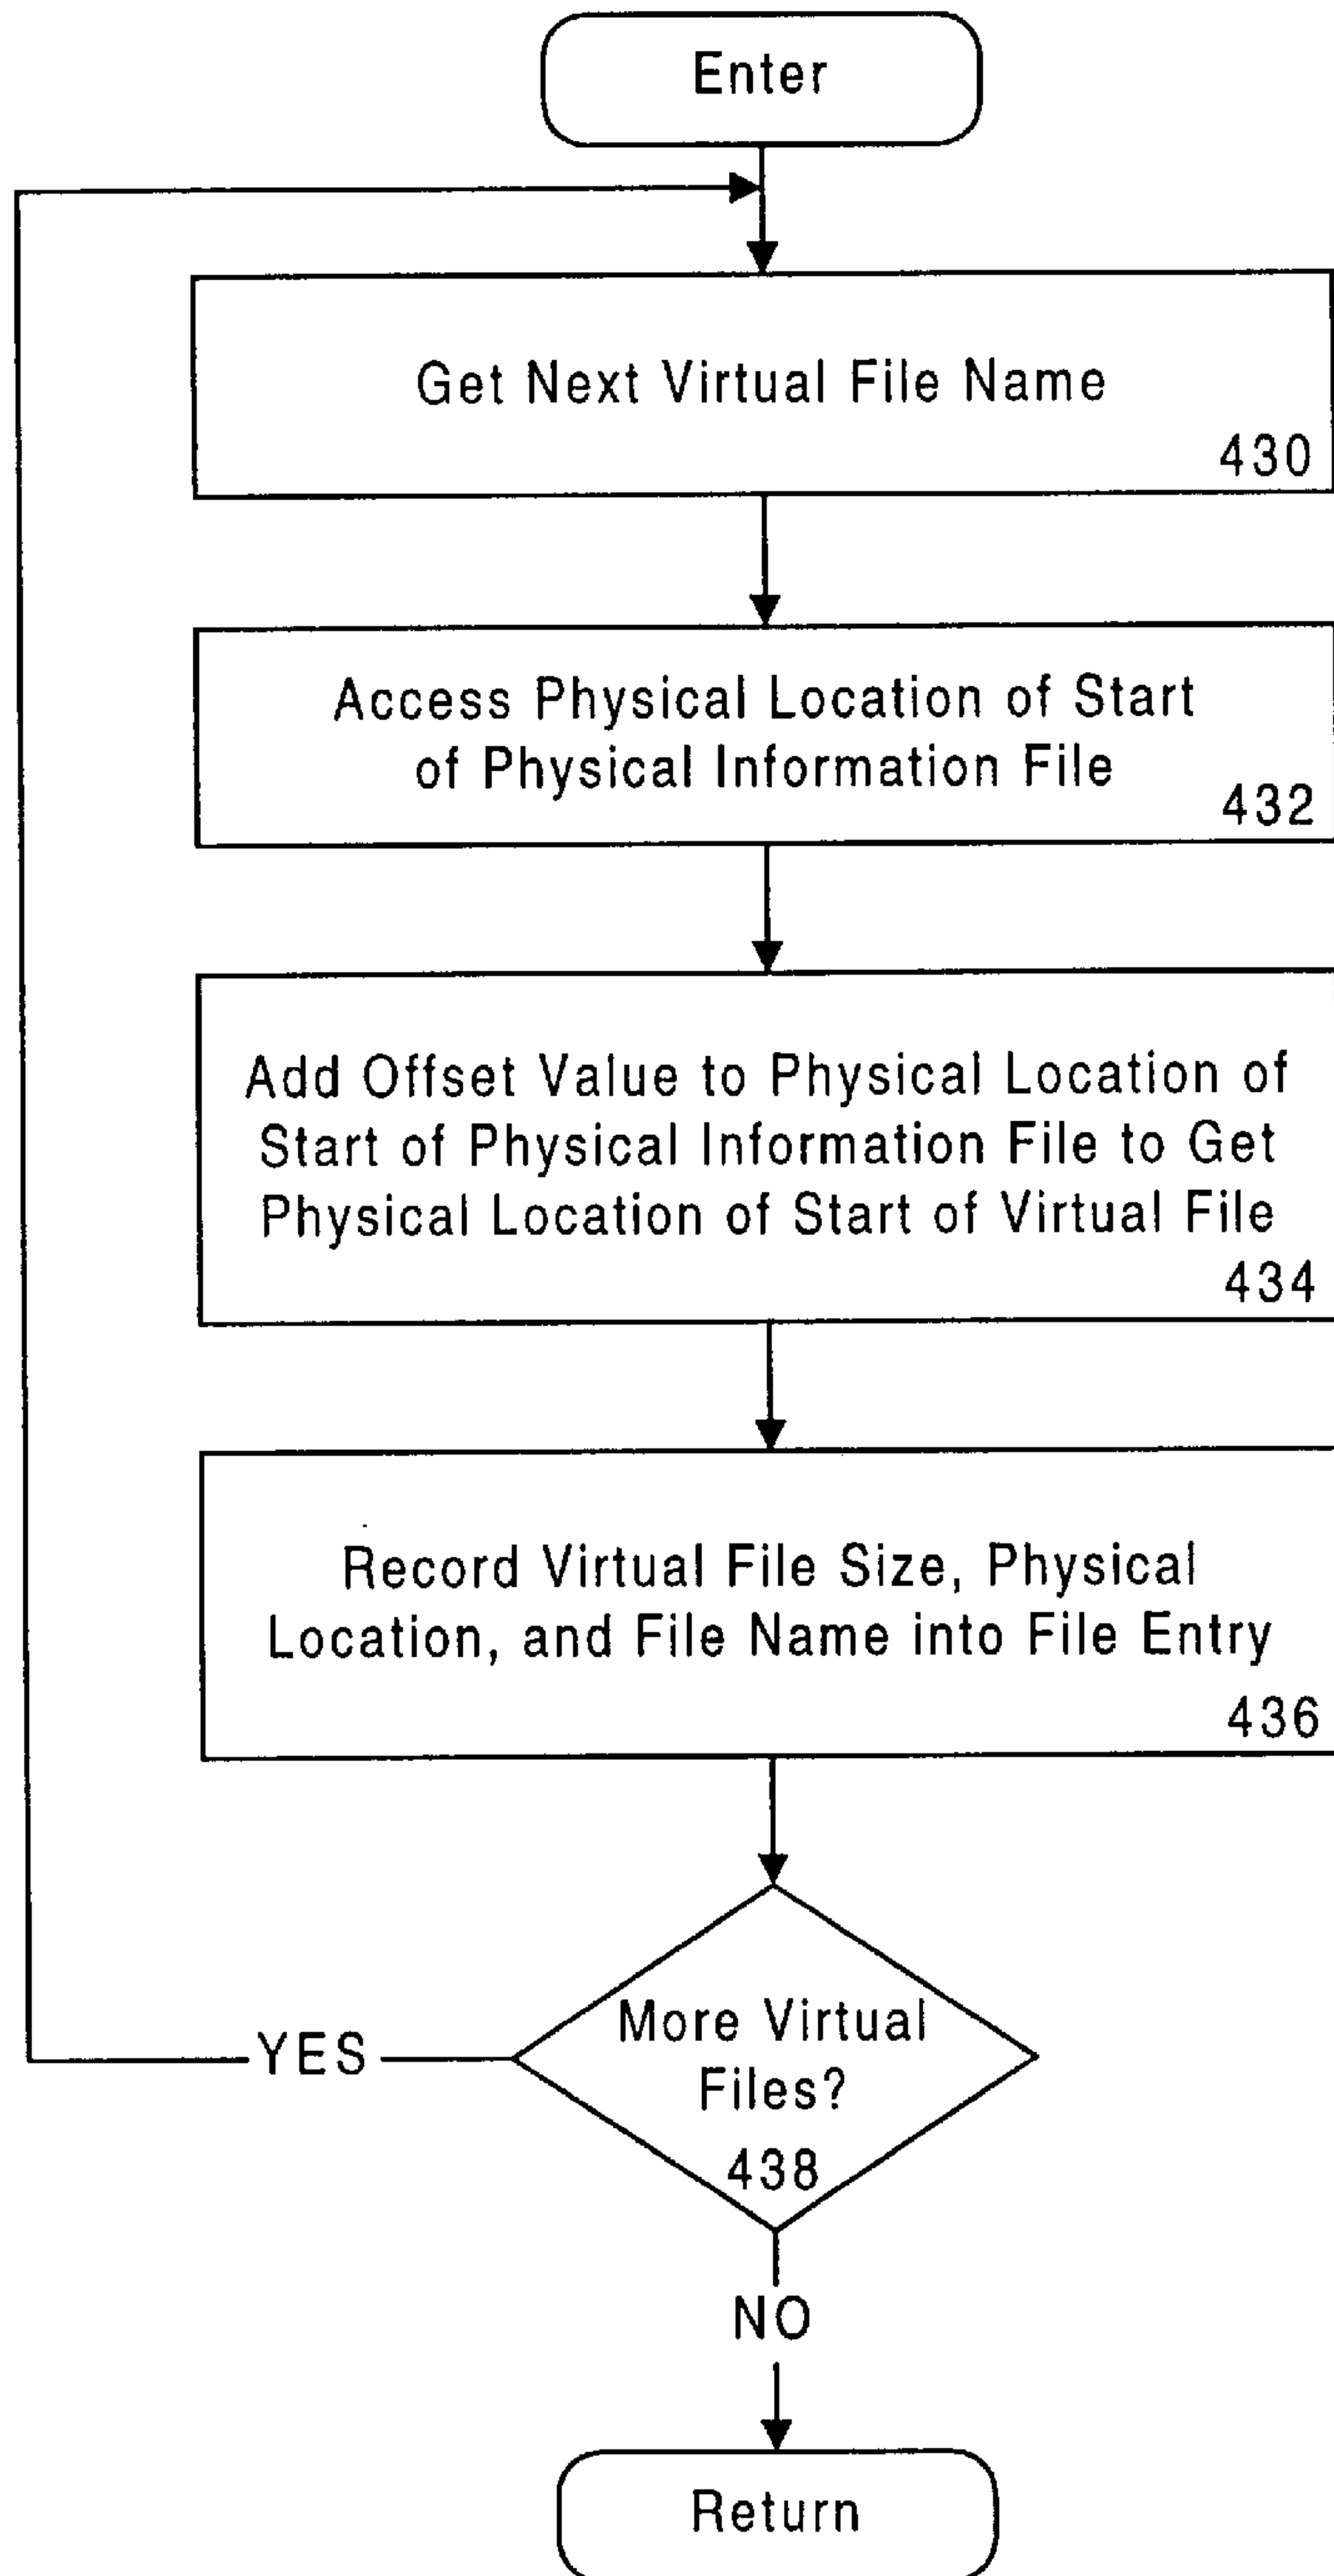 Enter
Get Next Virtual File Name
430
Access Physical Location of Start
of Physical Information File
432
Add Offset Value to Physical Location of
Start of Physical Information File to Get
Physical Location of Start of Virtual File
434
Record Virtual File Size, Physical
Location, and File Name into File Entry
436
More Virtual
Files?
438
YES
NO
Return